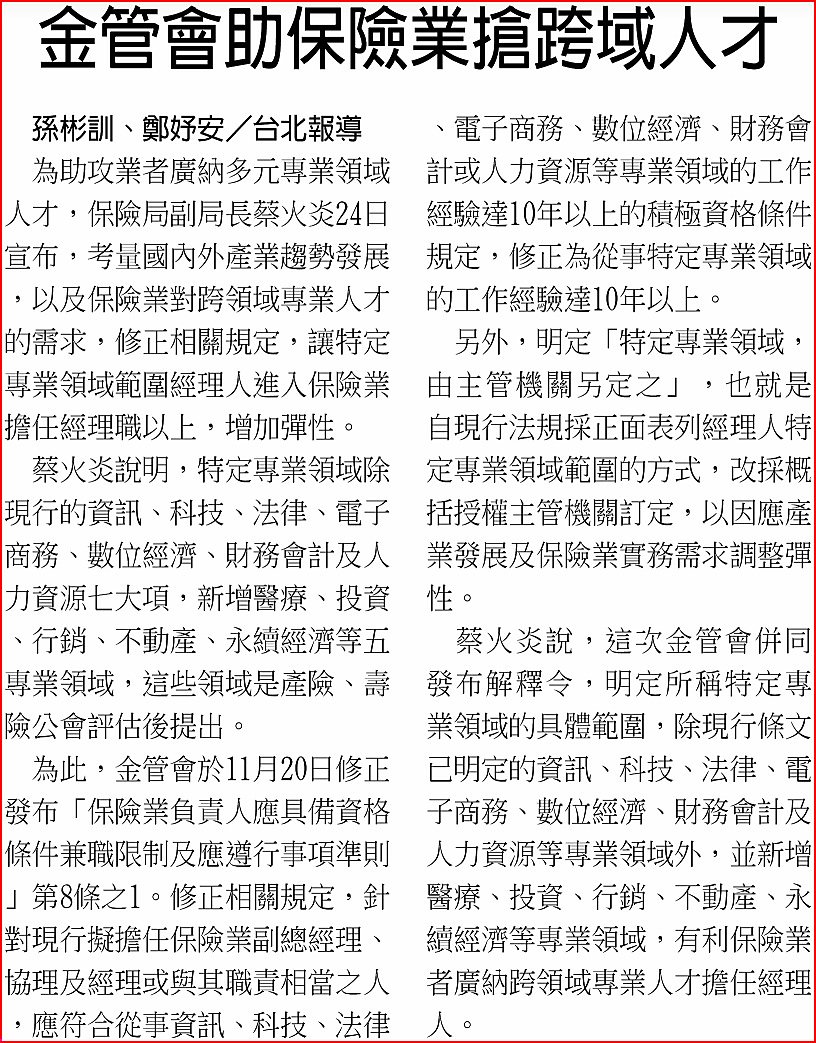 金管會助保險業搶跨域人才
孫彬訓、鄭妤安／台北報導
為助攻業者廣納多元專業領域
人才，保險局副局長蔡火炎24日
宣布，考量國內外產業趨勢發展
，以及保險業對跨領域專業人才
的需求，修正相關規定，讓特定
專業領域範圍經理人進入保險業
擔任經理職以上，增加彈性。
蔡火炎說明，特定專業領域除
現行的資訊、科技、法律、電子
商務、數位經濟、財務會計及人
力資源七大項，新增醫療、投資
、行銷、不動產、永續經濟等五
專業領域，這些領域是產險、壽
險公會評估後提出。
為此，金管會於11月20日修正
發布「保險業負責人應具備資格
條件兼職限制及應遵行事項準則
」第8條之1。修正相關規定，針
對現行擬擔任保險業副總經理、
協理及經理或與其職責相當之人
，應符合從事資訊、科技、法律
、電子商務、數位經濟、財務會
計或人力資源等專業領域的工作
經驗達10年以上的積極資格條件
規定，修正為從事特定專業領域
的工作經驗達10年以上。
另外，明定「特定專業領域，
由主管機關另定之」，也就是
自現行法規採正面表列經理人特
定專業領域範圍的方式，改採概
括授權主管機關訂定，以因應產
業發展及保險業實務需求調整彈
性。
蔡火炎說，這次金管會併同
發布解釋令，明定所稱特定專
業領域的具體範圍，除現行條文
已明定的資訊、科技、法律、電
子商務、數位經濟、財務會計及
人力資源等專業領域外，並新增
醫療、投資、行銷、不動產、永
續經濟等專業領域，有利保險業
者廣納跨領域專業人才擔任經理
人。